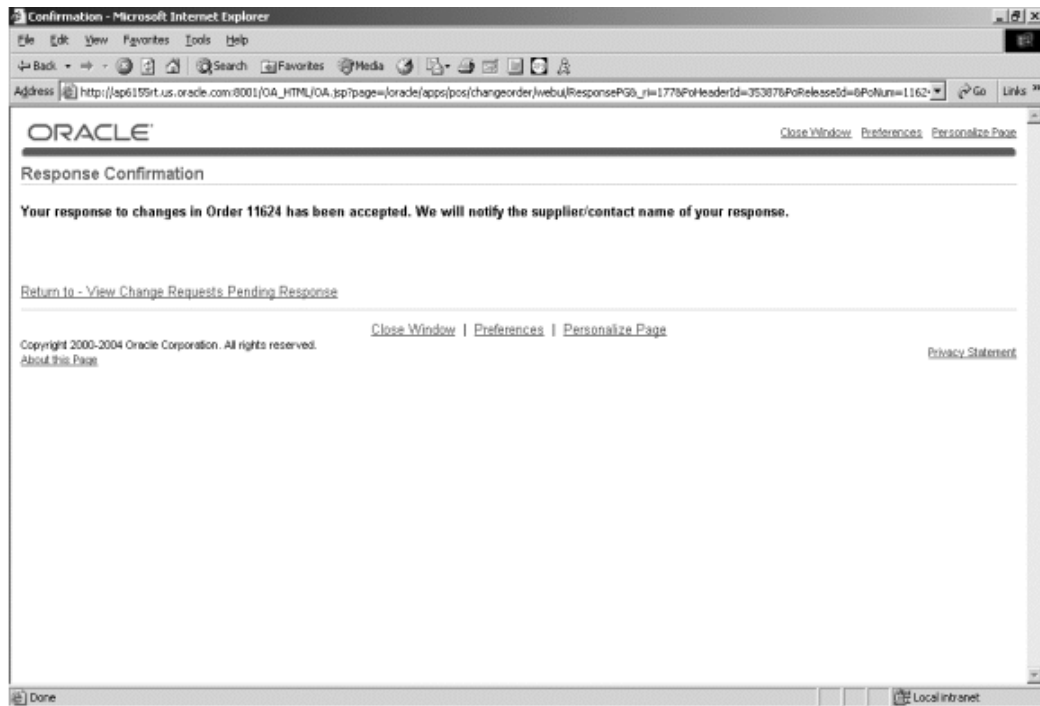 Confirmation - Microsoft Internet Explorer
File Edit View Favorites Tools Help
Back Search Favorites Media
Address http://ap6155rt.us.oracle.com:8001/OA_HTML/OA.jsp?page=/oracle/apps/pos/changeorder/webui/ResponsePG&_ri=177&PoHeaderId=35387&PoReleaseId=&PoNum=1162 Go Links »
ORACLE Close Window Preferences Personalize Page
Response Confirmation
Your response to changes in Order 11624 has been accepted. We will notify the supplier/contact name of your response.
Return to - View Change Requests Pending Response
Close Window | Preferences | Personalize Page
Copyright 2000-2004 Oracle Corporation. All rights reserved.
About this Page Privacy Statement
Done Local intranet